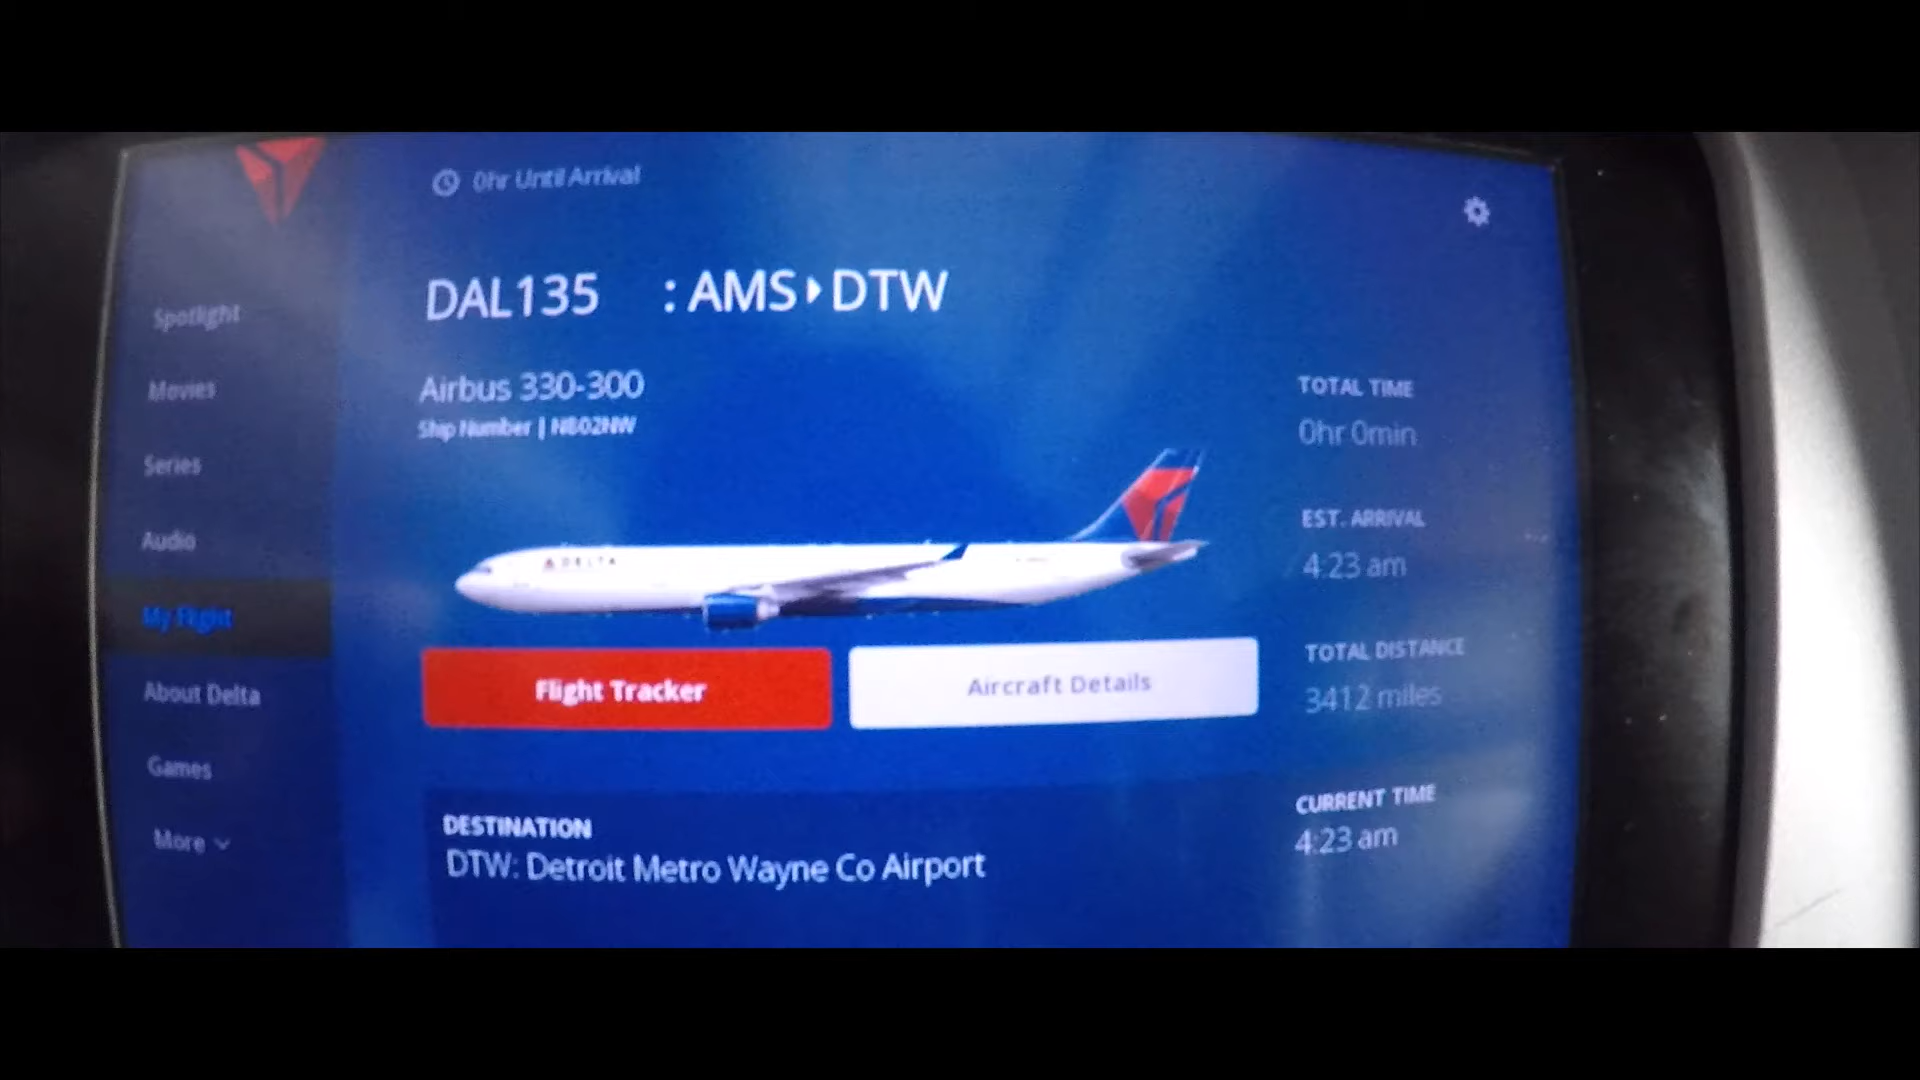 0hr Until Arrival
DAL135 : AMS▸DTW
Airbus 330-300
Ship Number | N802NW
Spotlight
Movies
Series
Audio
My Flight
About Delta
Games
More
DELTA
Flight Tracker
Aircraft Details
TOTAL TIME
0hr 0min
EST. ARRIVAL
4:23 am
TOTAL DISTANCE
3412 miles
CURRENT TIME
4:23 am
DESTINATION
DTW: Detroit Metro Wayne Co Airport